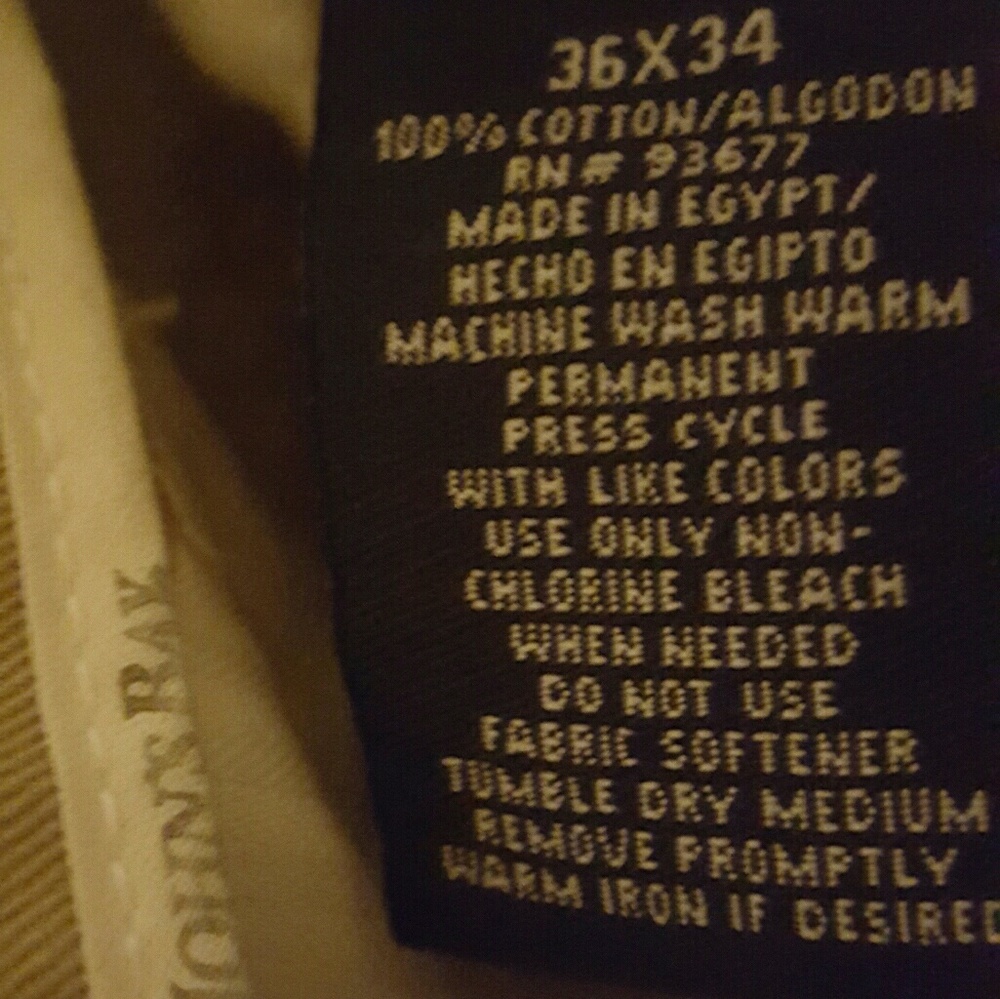 36X34
100% COTTON/ALGODON
RN # 93677
MADE IN EGYPT/
HECHO EN EGIPTO
MACHINE WASH WARM
PERMANENT
PRESS CYCLE
WITH LIKE COLORS
USE ONLY NON-
CHLORINE BLEACH
WHEN NEEDED
DO NOT USE
FABRIC SOFTENER
TUMBLE DRY MEDIUM
REMOVE PROMPTLY
WARM IRON IF DESIRED
JOHN'S BAY